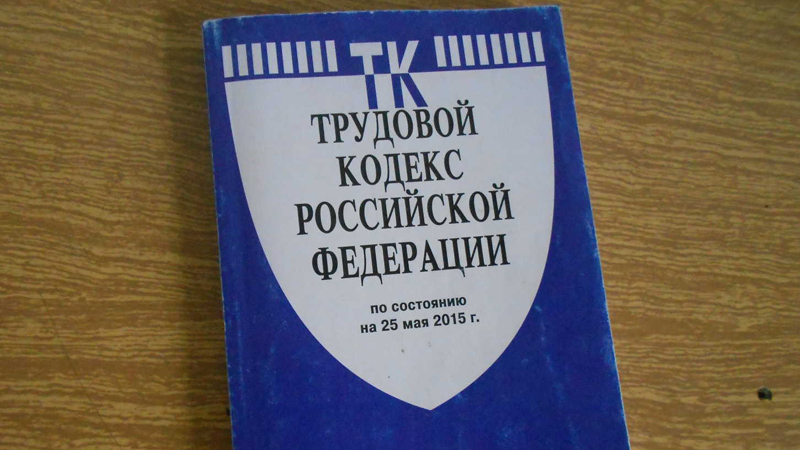 ТК
ТРУДОВОЙ
КОДЕКС
РОССИЙСКОЙ
ФЕДЕРАЦИИ
по состоянию
на 25 мая 2015 г.